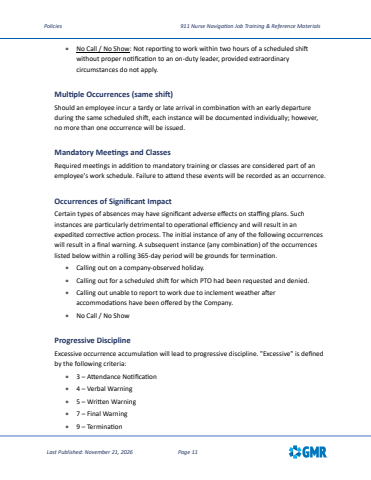 Policies 911 Nurse Navigation Job Training & Reference Materials
• No Call / No Show: Not reporting to work within two hours of a scheduled shift
without proper notification to an on-duty leader, provided extraordinary
circumstances do not apply.
Multiple Occurrences (same shift)
Should an employee incur a tardy or late arrival in combination with an early departure
during the same scheduled shift, each instance will be documented individually; however,
no more than one occurrence will be issued.
Mandatory Meetings and Classes
Required meetings in addition to mandatory training or classes are considered part of an
employee's work schedule. Failure to attend these events will be recorded as an occurrence.
Occurrences of Significant Impact
Certain types of absences may have significant adverse effects on staffing plans. Such
instances are particularly detrimental to operational efficiency and will result in an
expedited corrective action process. The initial instance of any of the following occurrences
will result in a final warning. A subsequent instance (any combination) of the occurrences
listed below within a rolling 365-day period will be grounds for termination.
• Calling out on a company-observed holiday.
• Calling out for a scheduled shift for which PTO had been requested and denied.
• Calling out unable to report to work due to inclement weather after
accommodations have been offered by the Company.
• No Call / No Show
Progressive Discipline
Excessive occurrence accumulation will lead to progressive discipline. "Excessive" is defined
by the following criteria:
• 3 – Attendance Notification
• 4 – Verbal Warning
• 5 – Written Warning
• 7 – Final Warning
• 9 – Termination
Last Published: November 21, 2026 Page 11 GMR